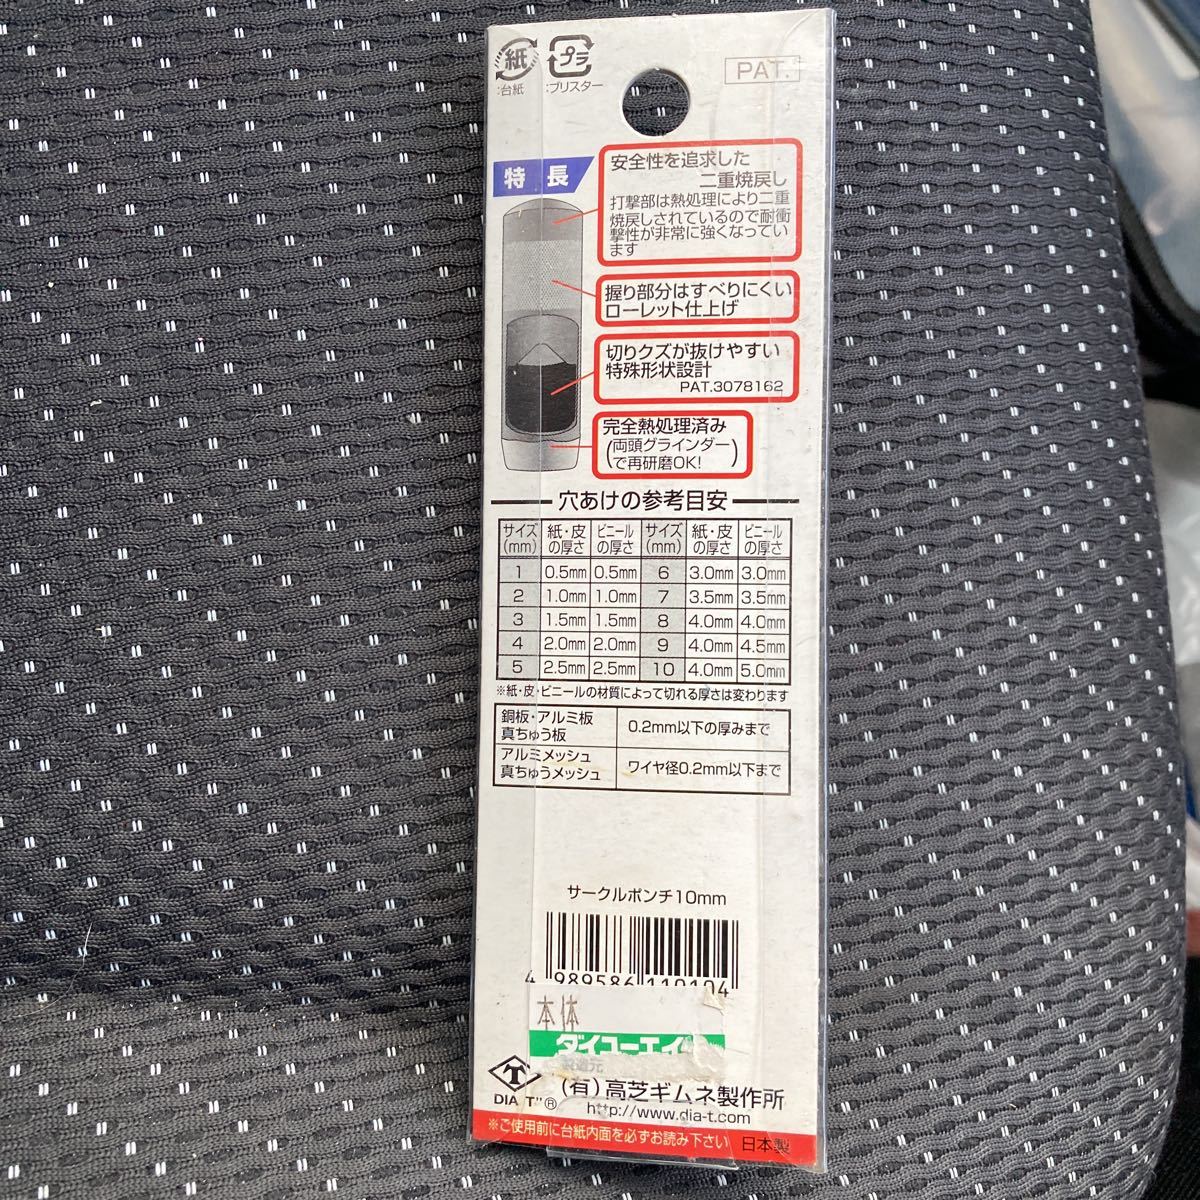 紙
プラ
:台紙
:ブリスター
PAT.
特長
安全性を追求した
二重焼戻し
打撃部は熱処理により二重
焼戻しされているので耐衝
撃性が非常に強くなってい
ます
握り部分はすべりにくい
ローレット仕上げ
切りクズが抜けやすい
特殊形状設計
PAT.3078162
完全熱処理済み
(両頭グラインダー
で再研磨OK!)
穴あけの参考目安
サイズ(mm) 紙・皮の厚さ ビニールの厚さ サイズ(mm) 紙・皮の厚さ ビニールの厚さ
1 0.5mm 0.5mm 6 3.0mm 3.0mm
2 1.0mm 1.0mm 7 3.5mm 3.5mm
3 1.5mm 1.5mm 8 4.0mm 4.0mm
4 2.0mm 2.0mm 9 4.0mm 4.5mm
5 2.5mm 2.5mm 10 4.0mm 5.0mm
※紙・皮・ビニールの材質によって切れる厚さは変わります
銅板・アルミ板
真ちゅう板
0.2mm以下の厚みまで
アルミメッシュ
真ちゅうメッシュ
ワイヤ径0.2mm以下まで
サークルポンチ10mm
4 989586 110104
本体
ダイユーエイ
製造元
(有)高芝ギムネ製作所
DIA "T" ®
http://www.dia-t.com
※ご使用前に台紙内面を必ずお読み下さい
日本製